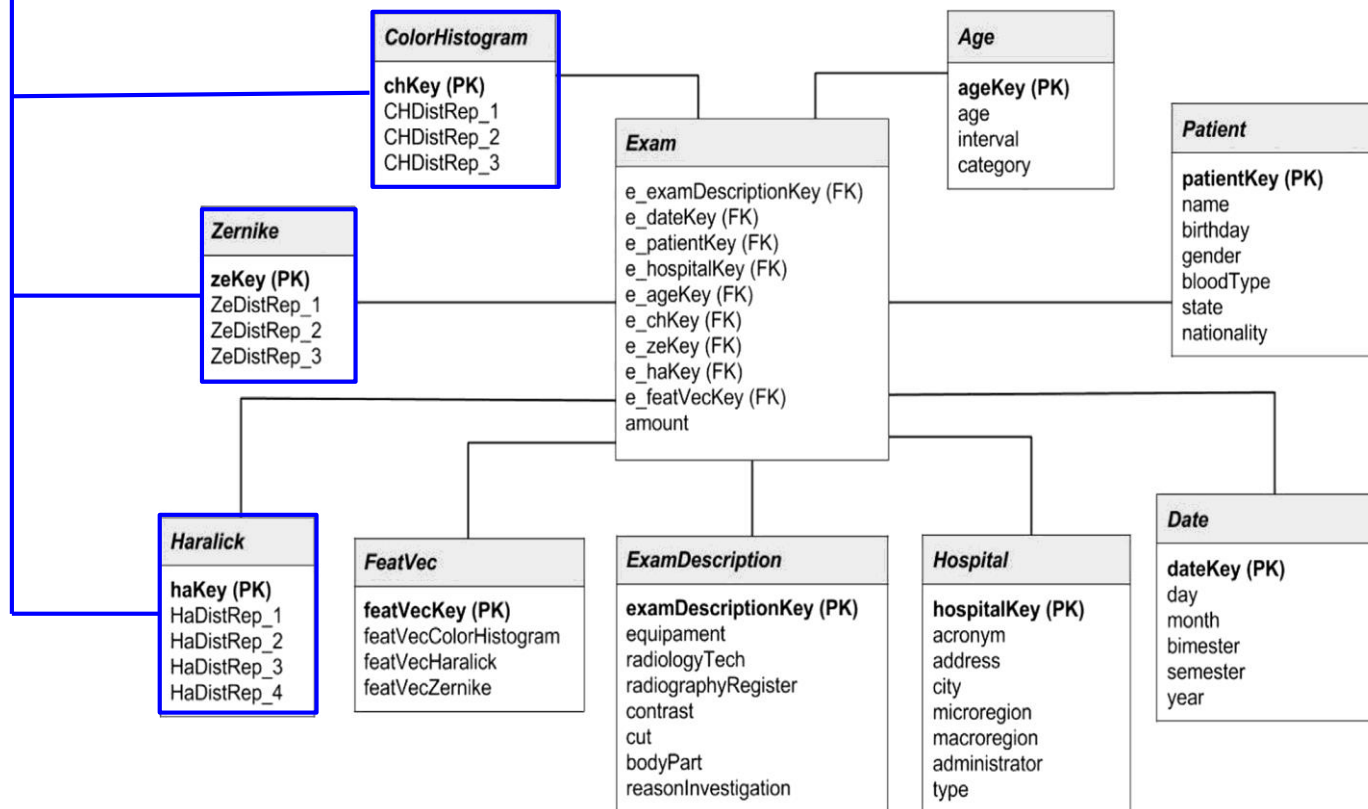 ColorHistogram
chKey (PK)
CHDistRep_1
CHDistRep_2
CHDistRep_3
Age
ageKey (PK)
age
interval
category
Patient
patientKey (PK)
name
birthday
gender
bloodType
state
nationality
Exam
e_examDescriptionKey (FK)
e_dateKey (FK)
e_patientKey (FK)
e_hospitalKey (FK)
e_ageKey (FK)
e_chKey (FK)
e_zeKey (FK)
e_haKey (FK)
e_featVecKey (FK)
amount
Zernike
zeKey (PK)
ZeDistRep_1
ZeDistRep_2
ZeDistRep_3
Haralick
haKey (PK)
HaDistRep_1
HaDistRep_2
HaDistRep_3
HaDistRep_4
FeatVec
featVecKey (PK)
featVecColorHistogram
featVecHaralick
featVecZernike
ExamDescription
examDescriptionKey (PK)
equipament
radiologyTech
radiographyRegister
contrast
cut
bodyPart
reasonInvestigation
Hospital
hospitalKey (PK)
acronym
address
city
microregion
macroregion
administrator
type
Date
dateKey (PK)
day
month
bimester
semester
year